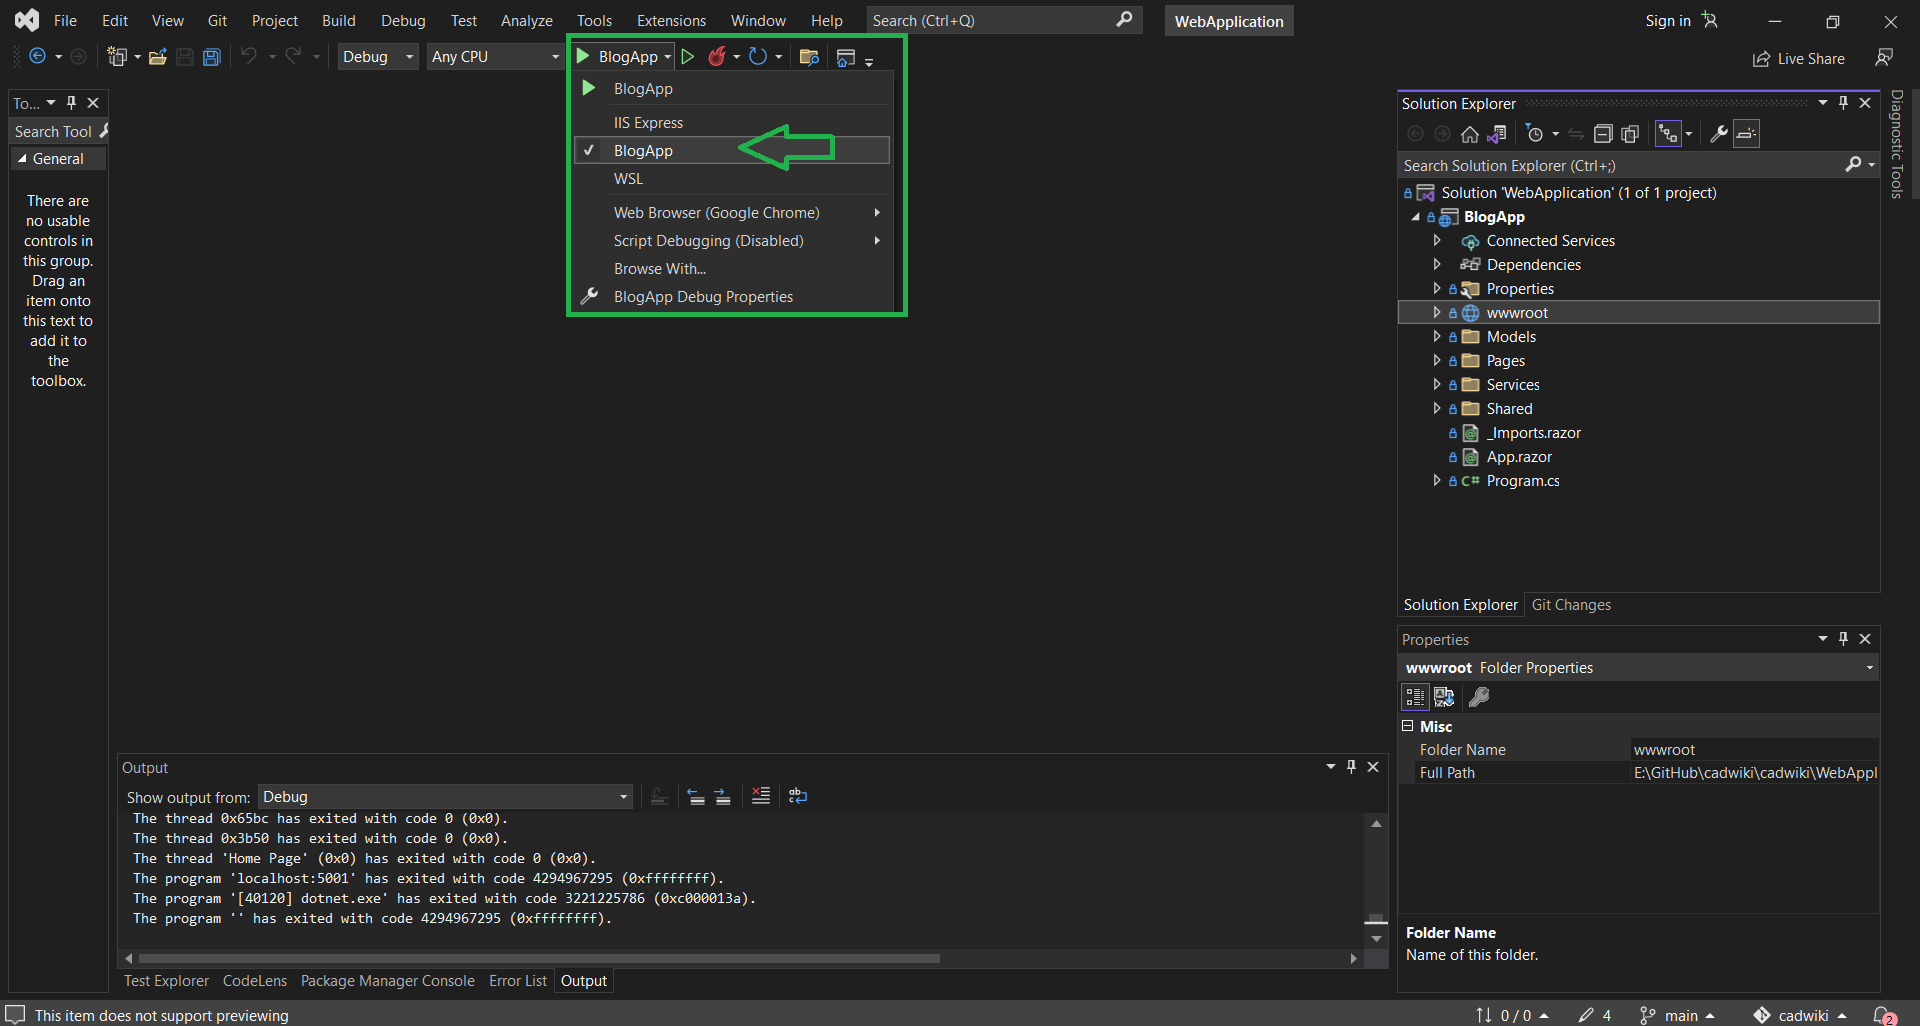 File Edit View Git Project Build Debug Test Analyze Tools Extensions Window Help Search (Ctrl+Q) WebApplication Sign in
Debug Any CPU BlogApp Live Share
To...
Search Tool
General
There are
no usable
controls in
this group.
Drag an
item onto
this text to
add it to
the
toolbox.
BlogApp
IIS Express
BlogApp
WSL
Web Browser (Google Chrome)
Script Debugging (Disabled)
Browse With...
BlogApp Debug Properties
Solution Explorer
Search Solution Explorer (Ctrl+;)
Solution 'WebApplication' (1 of 1 project)
BlogApp
Connected Services
Dependencies
Properties
wwwroot
Models
Pages
Services
Shared
_Imports.razor
App.razor
C# Program.cs
Solution Explorer Git Changes
Diagnostic Tools
Properties
wwwroot Folder Properties
Misc
Folder Name wwwroot
Full Path E:\GitHub\cadwiki\cadwiki\WebAppl
Folder Name
Name of this folder.
Output
Show output from: Debug
The thread 0x65bc has exited with code 0 (0x0).
The thread 0x3b50 has exited with code 0 (0x0).
The thread 'Home Page' (0x0) has exited with code 0 (0x0).
The program 'localhost:5001' has exited with code 4294967295 (0xffffffff).
The program '[40120] dotnet.exe' has exited with code 3221225786 (0xc000013a).
The program '' has exited with code 4294967295 (0xffffffff).
Test Explorer CodeLens Package Manager Console Error List Output
This item does not support previewing 0 / 0 4 main cadwiki 2